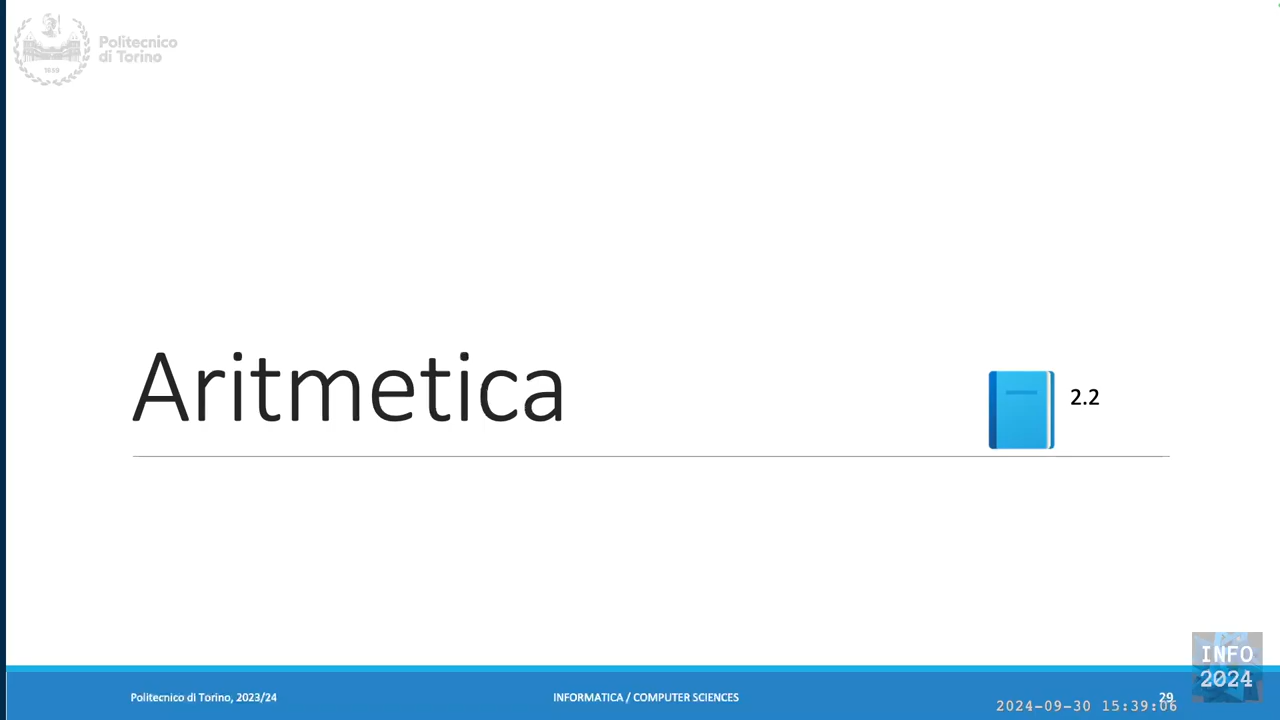 Politecnico
di Torino
1859
Aritmetica
2.2
INFO
2024
Politecnico di Torino, 2023/24
INFORMATICA / COMPUTER SCIENCES
29
2024-09-30 15:39:06